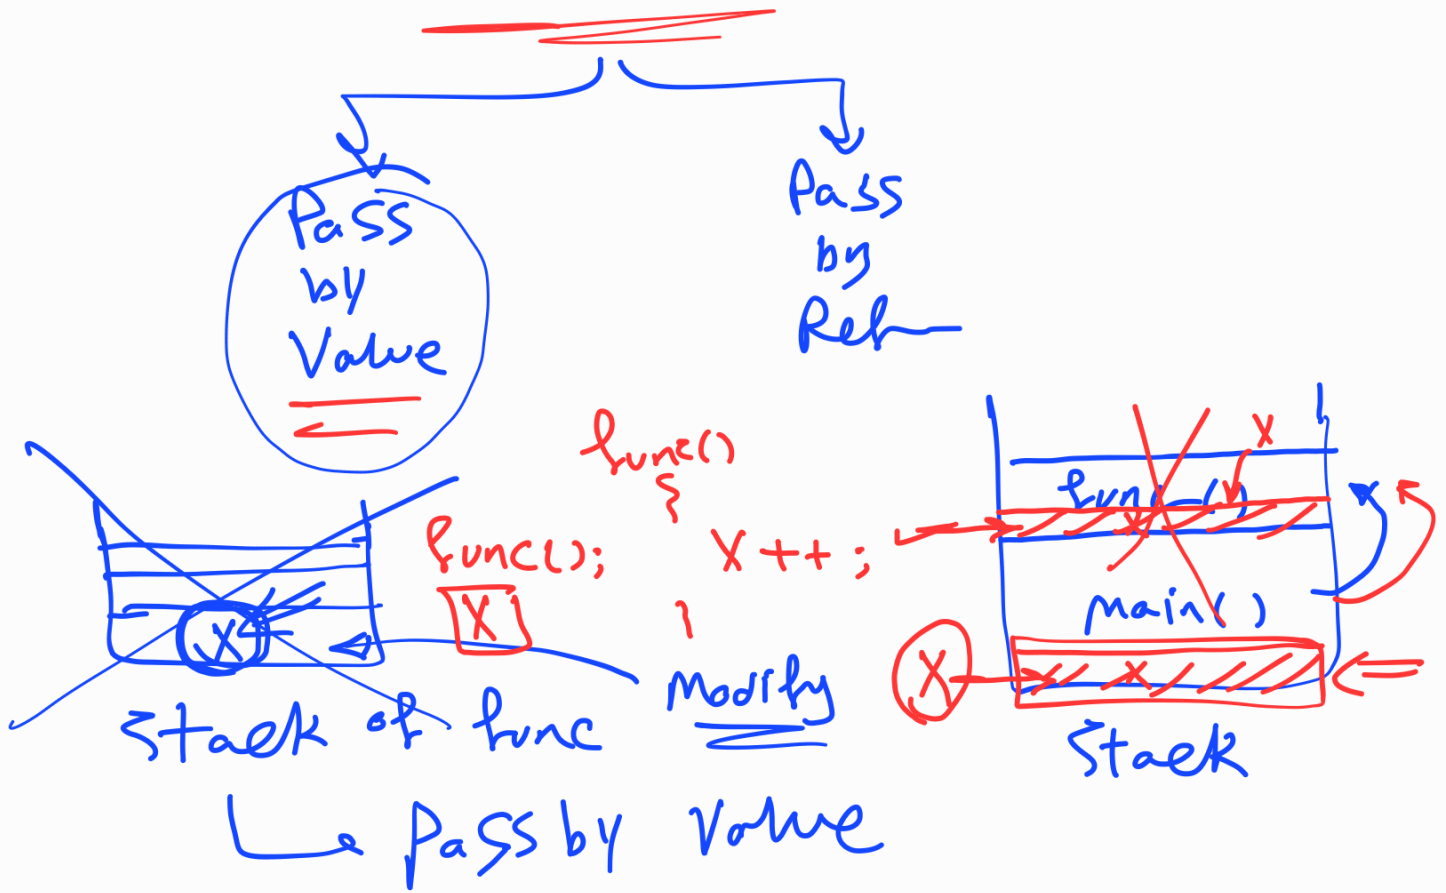 Pass
by
Value
Pass
by
Ref
func()
{
X++;
}
Modify
func();
X
X
Stack of func
Pass by Value
X
func()
X
main()
X
X
Stack